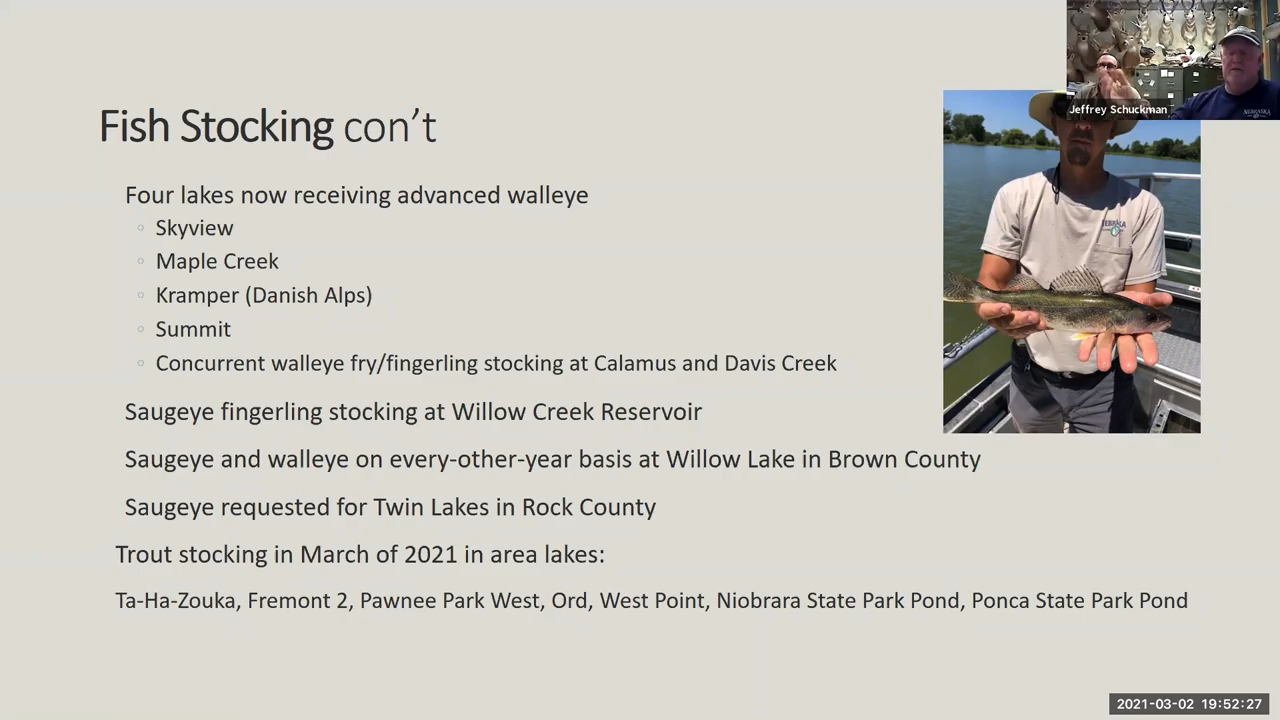 Fish Stocking con't
Four lakes now receiving advanced walleye
Skyview
Maple Creek
Kramper (Danish Alps)
Summit
Concurrent walleye fry/fingerling stocking at Calamus and Davis Creek
Saugeye fingerling stocking at Willow Creek Reservoir
Saugeye and walleye on every-other-year basis at Willow Lake in Brown County
Saugeye requested for Twin Lakes in Rock County
Trout stocking in March of 2021 in area lakes:
Ta-Ha-Zouka, Fremont 2, Pawnee Park West, Ord, West Point, Niobrara State Park Pond, Ponca State Park Pond
Jeffrey Schuckman
NEBRASKA
2021-03-02 19:52:27